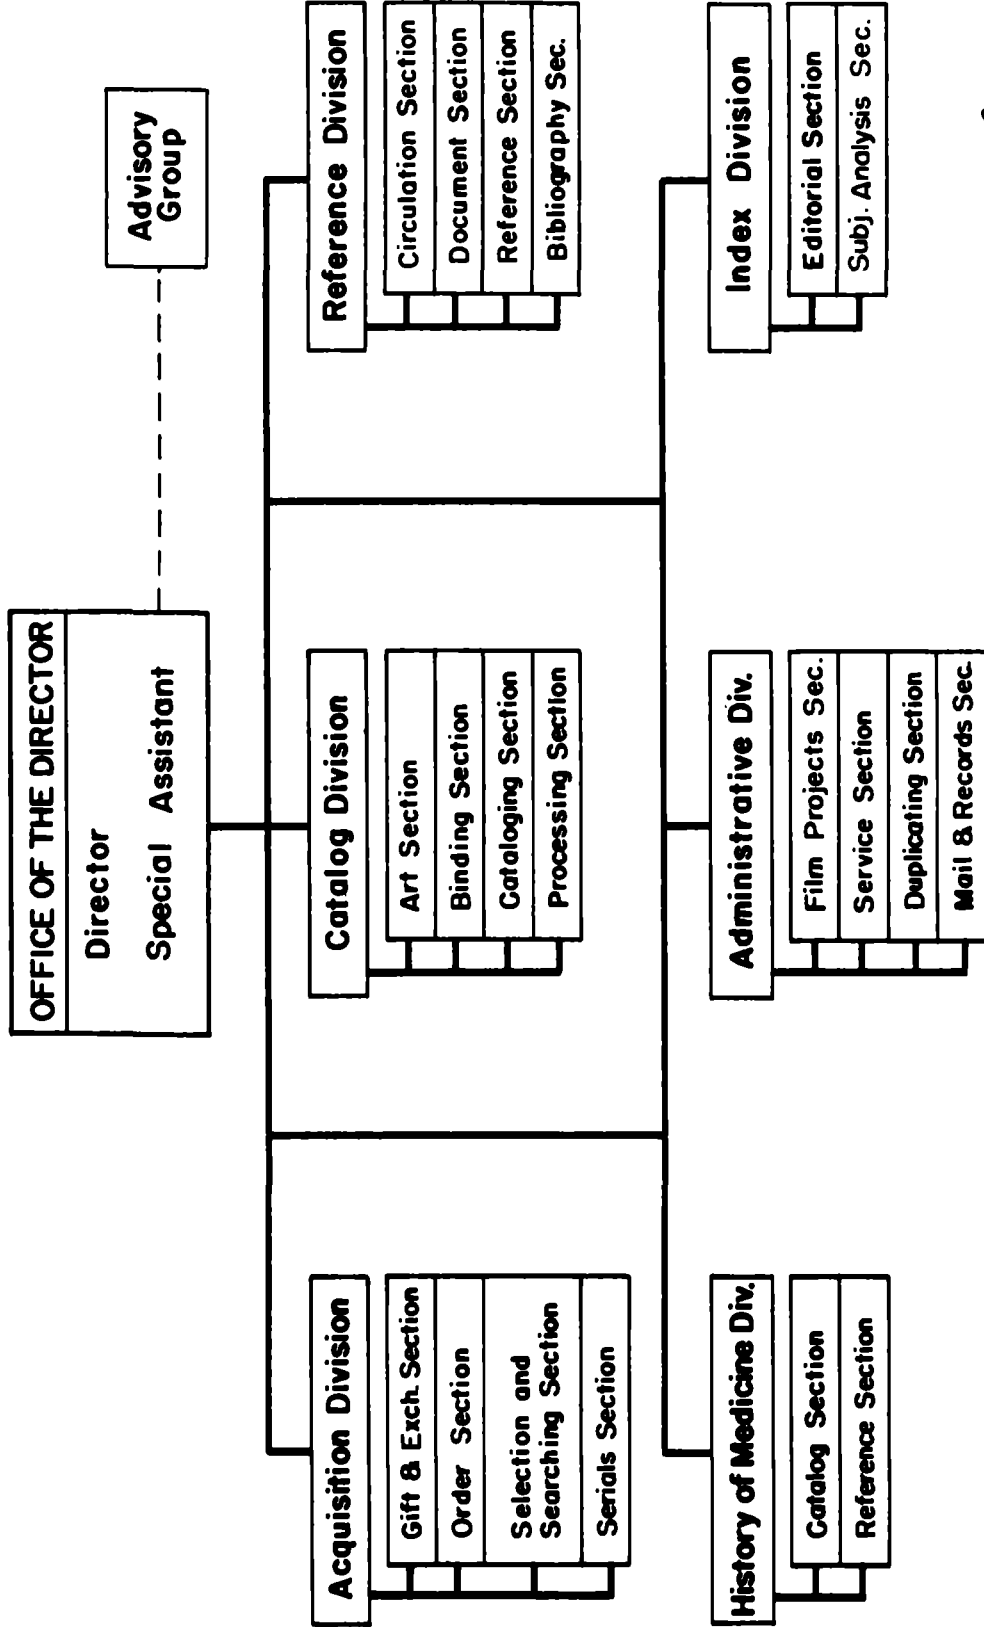 OFFICE OF THE DIRECTOR
Director
Special Assistant
Advisory
Group
Acquisition Division
Gift & Exch. Section
Order Section
Selection and
Searching Section
Serials Section
Catalog Division
Art Section
Binding Section
Cataloging Section
Processing Section
Reference Division
Circulation Section
Document Section
Reference Section
Bibliography Sec.
History of Medicine Div.
Catalog Section
Reference Section
Administrative Div.
Film Projects Sec.
Service Section
Duplicating Section
Mail & Records Sec.
Index Division
Editorial Section
Subj. Analysis Sec.